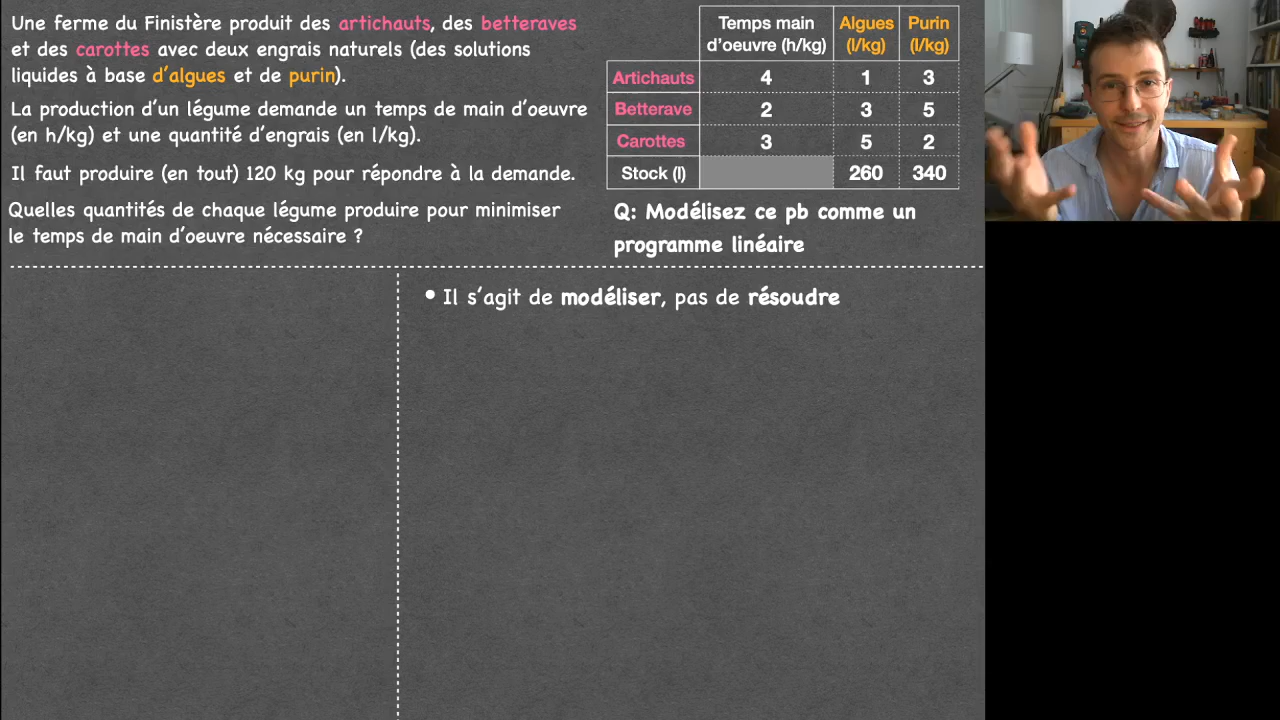 Une ferme du Finistère produit des artichauts, des betteraves
et des carottes avec deux engrais naturels (des solutions
liquides à base d'algues et de purin).
La production d'un légume demande un temps de main d'oeuvre
(en h/kg) et une quantité d'engrais (en l/kg).
Il faut produire (en tout) 120 kg pour répondre à la demande.
Quelles quantités de chaque légume produire pour minimiser
le temps de main d'oeuvre nécessaire ?
Temps main d'oeuvre (h/kg) Algues (l/kg) Purin (l/kg)
Artichauts 4 1 3
Betterave 2 3 5
Carottes 3 5 2
Stock (l) 260 340
Q: Modélisez ce pb comme un
programme linéaire
• Il s'agit de modéliser, pas de résoudre